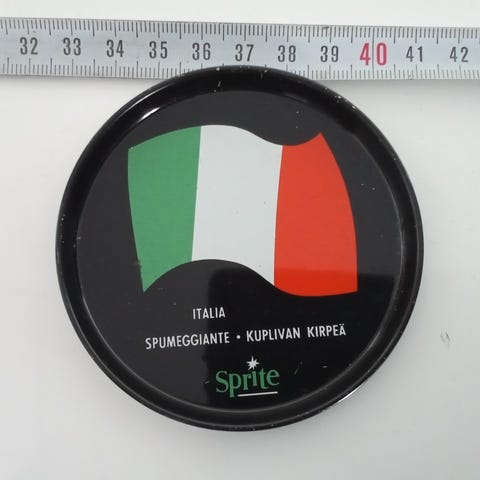 32 33 34 35 36 37 38 39 40 41 42
ITALIA
SPUMEGGIANTE • KUPLIVAN KIRPEÄ
Sprite